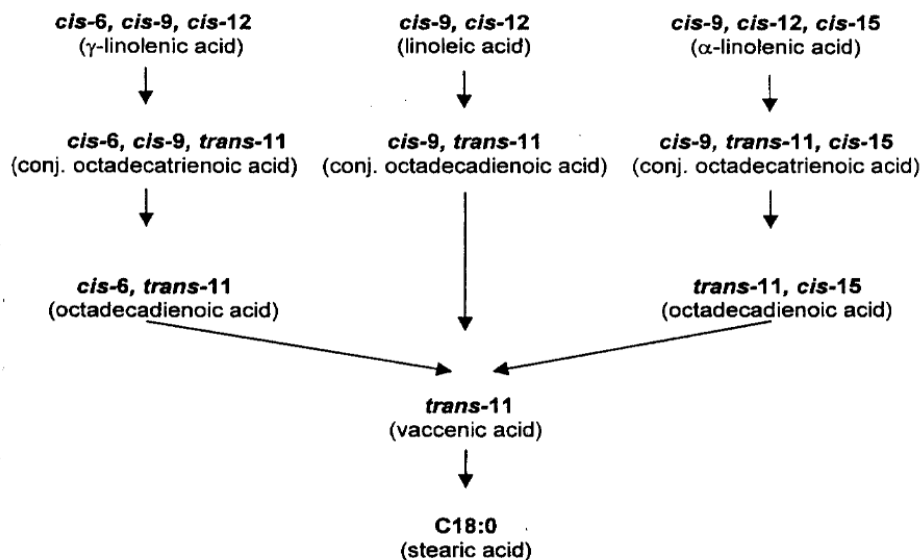 cis-6, cis-9, cis-12
(γ-linolenic acid)
cis-9, cis-12
(linoleic acid)
cis-9, cis-12, cis-15
(α-linolenic acid)
cis-6, cis-9, trans-11
(conj. octadecatrienoic acid)
cis-9, trans-11
(conj. octadecadienoic acid)
cis-9, trans-11, cis-15
(conj. octadecatrienoic acid)
cis-6, trans-11
(octadecadienoic acid)
trans-11, cis-15
(octadecadienoic acid)
trans-11
(vaccenic acid)
C18:0
(stearic acid)